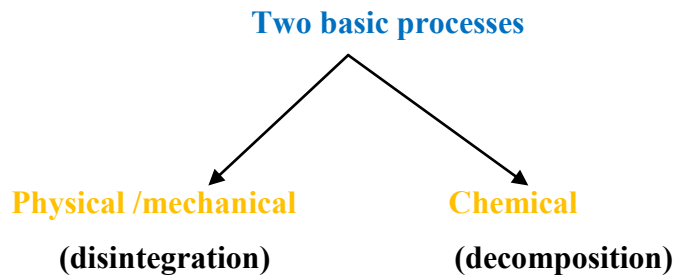 Two basic processes
Physical /mechanical
Chemical
(disintegration)
(decomposition)